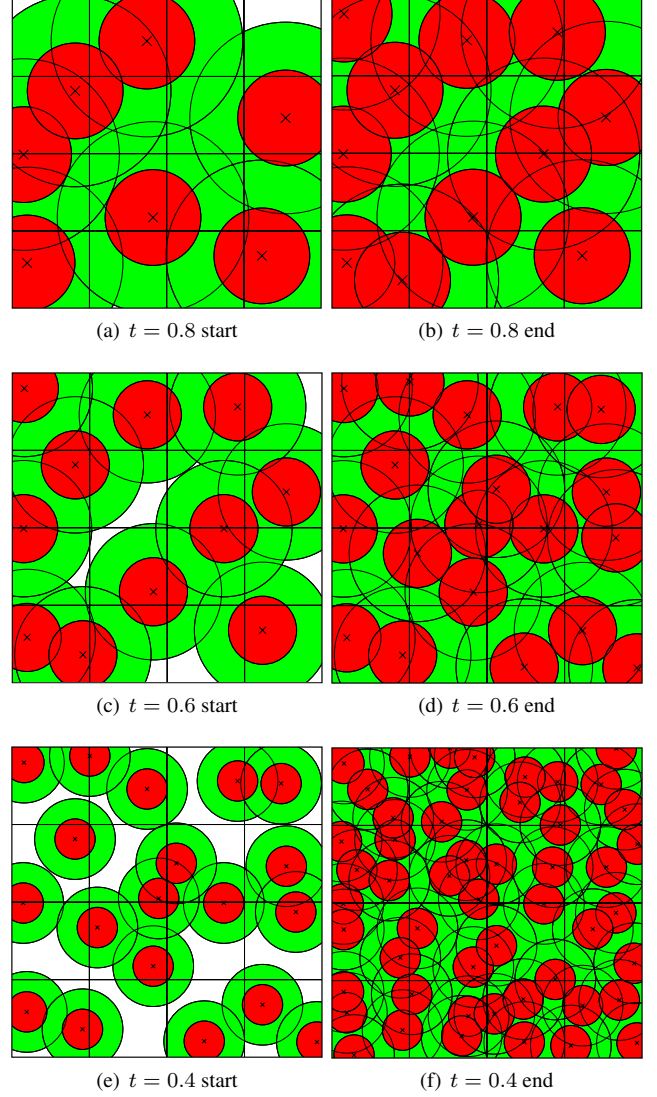 (a) t = 0.8 start
(b) t = 0.8 end
(c) t = 0.6 start
(d) t = 0.6 end
(e) t = 0.4 start
(f) t = 0.4 end